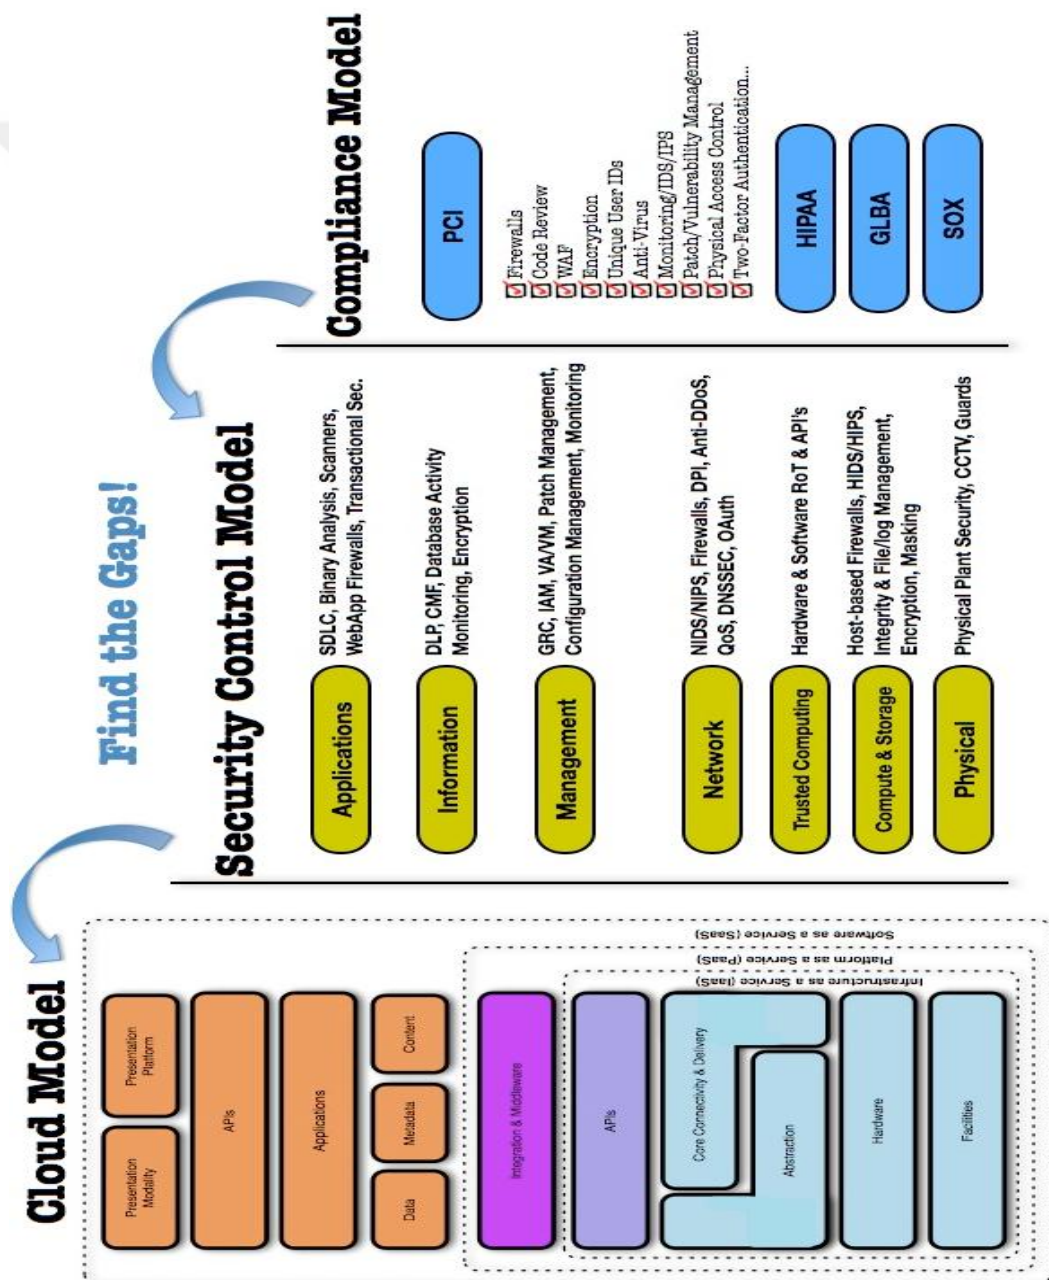 Find the Gaps!
Cloud Model
Presentation
Modality
Presentation
Platform
APIs
Applications
Data
Metadata
Content
Integration & Middleware
APIs
Core Connectivity & Delivery
Abstraction
Hardware
Facilities
Infrastructure as a Service (IaaS)
Platform as a Service (PaaS)
Software as a Service (SaaS)
Security Control Model
Applications
SDLC, Binary Analysis, Scanners,
WebApp Firewalls, Transactional Sec.
Information
DLP, CMF, Database Activity
Monitoring, Encryption
Management
GRC, IAM, VA/VM, Patch Management,
Configuration Management, Monitoring
Network
NIDS/NIPS, Firewalls, DPI, Anti-DDoS,
QoS, DNSSEC, OAuth
Trusted Computing
Hardware & Software RoT & API's
Compute & Storage
Host-based Firewalls, HIDS/HIPS,
Integrity & File/log Management,
Encryption, Masking
Physical
Physical Plant Security, CCTV, Guards
Compliance Model
PCI
Firewalls
Code Review
WAF
Encryption
Unique User IDs
Anti-Virus
Monitoring/IDS/IPS
Patch/Vulnerability Management
Physical Access Control
Two-Factor Authentication...
HIPAA
GLBA
SOX